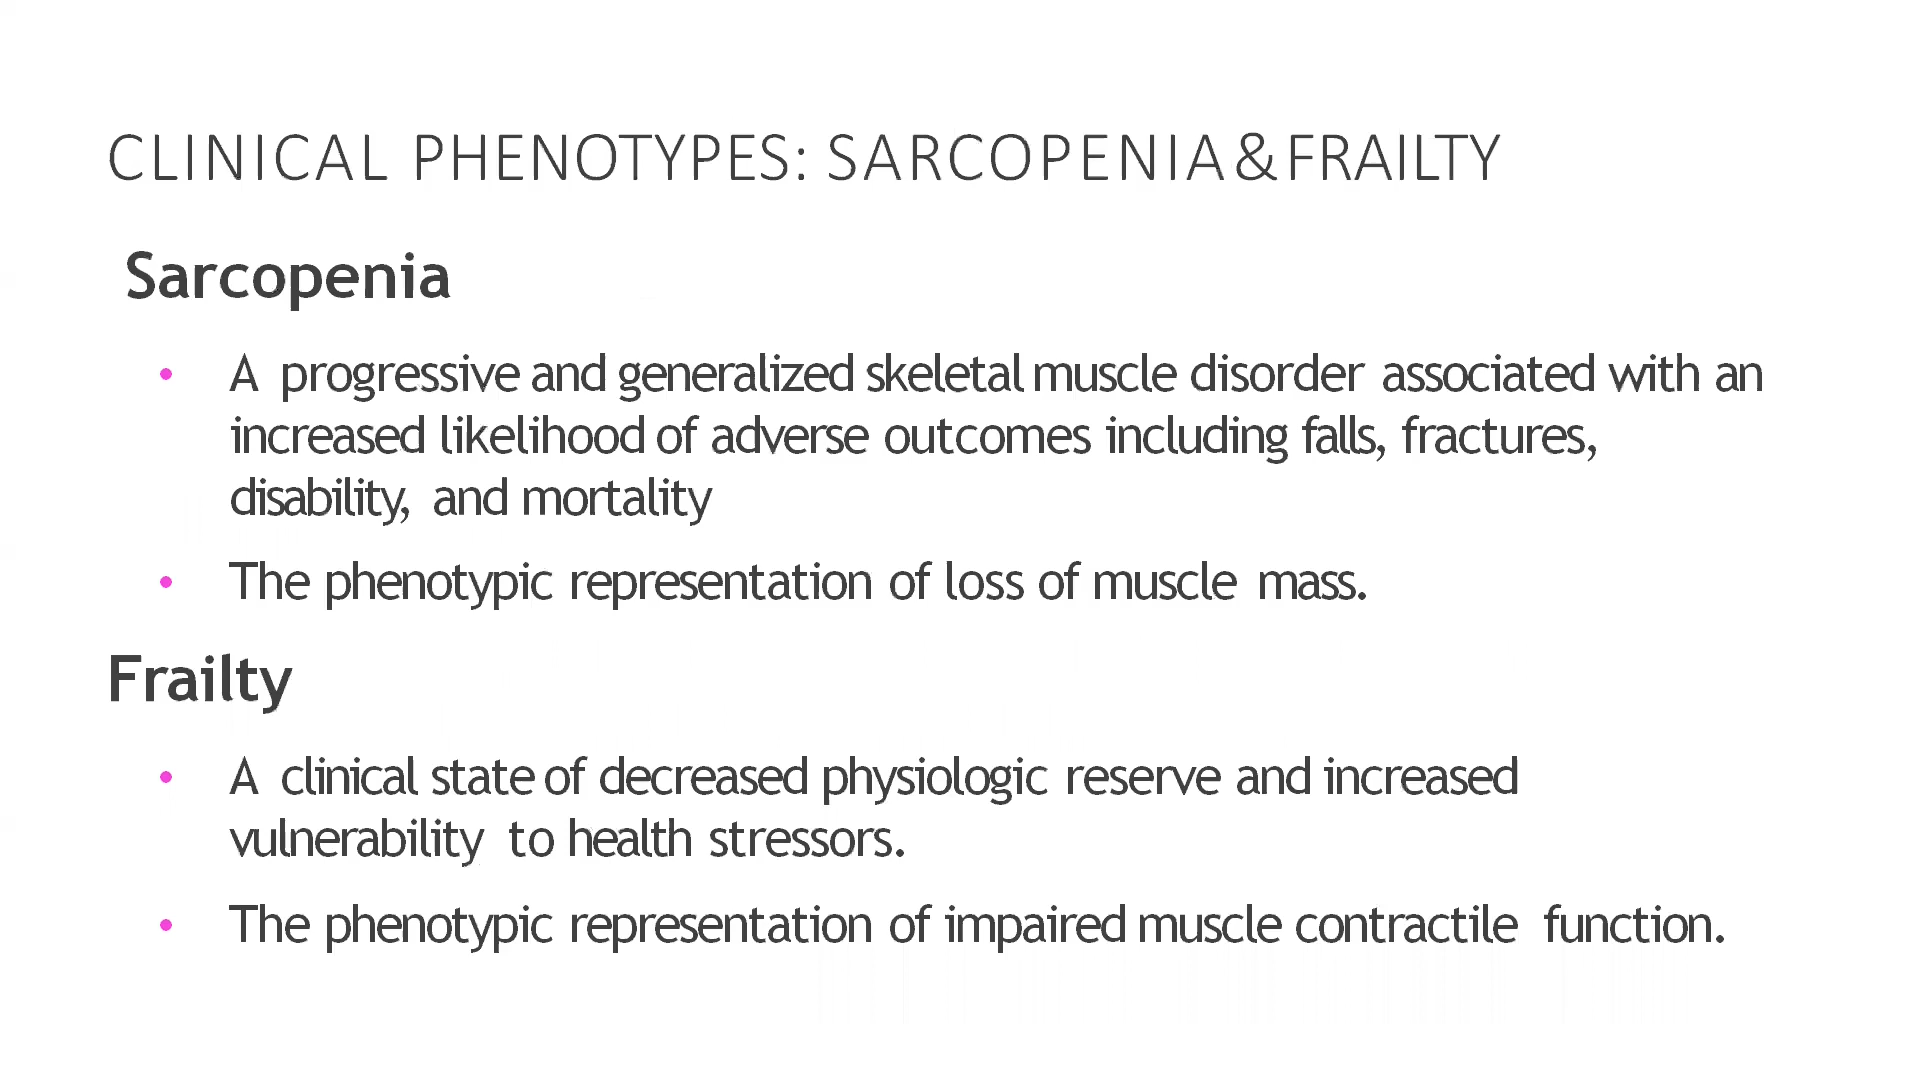 CLINICAL PHENOTYPES: SARCOPENIA & FRAILTY
Sarcopenia
• A progressive and generalized skeletal muscle disorder associated with an
increased likelihood of adverse outcomes including falls, fractures,
disability, and mortality
• The phenotypic representation of loss of muscle mass.
Frailty
• A clinical state of decreased physiologic reserve and increased
vulnerability to health stressors.
• The phenotypic representation of impaired muscle contractile function.